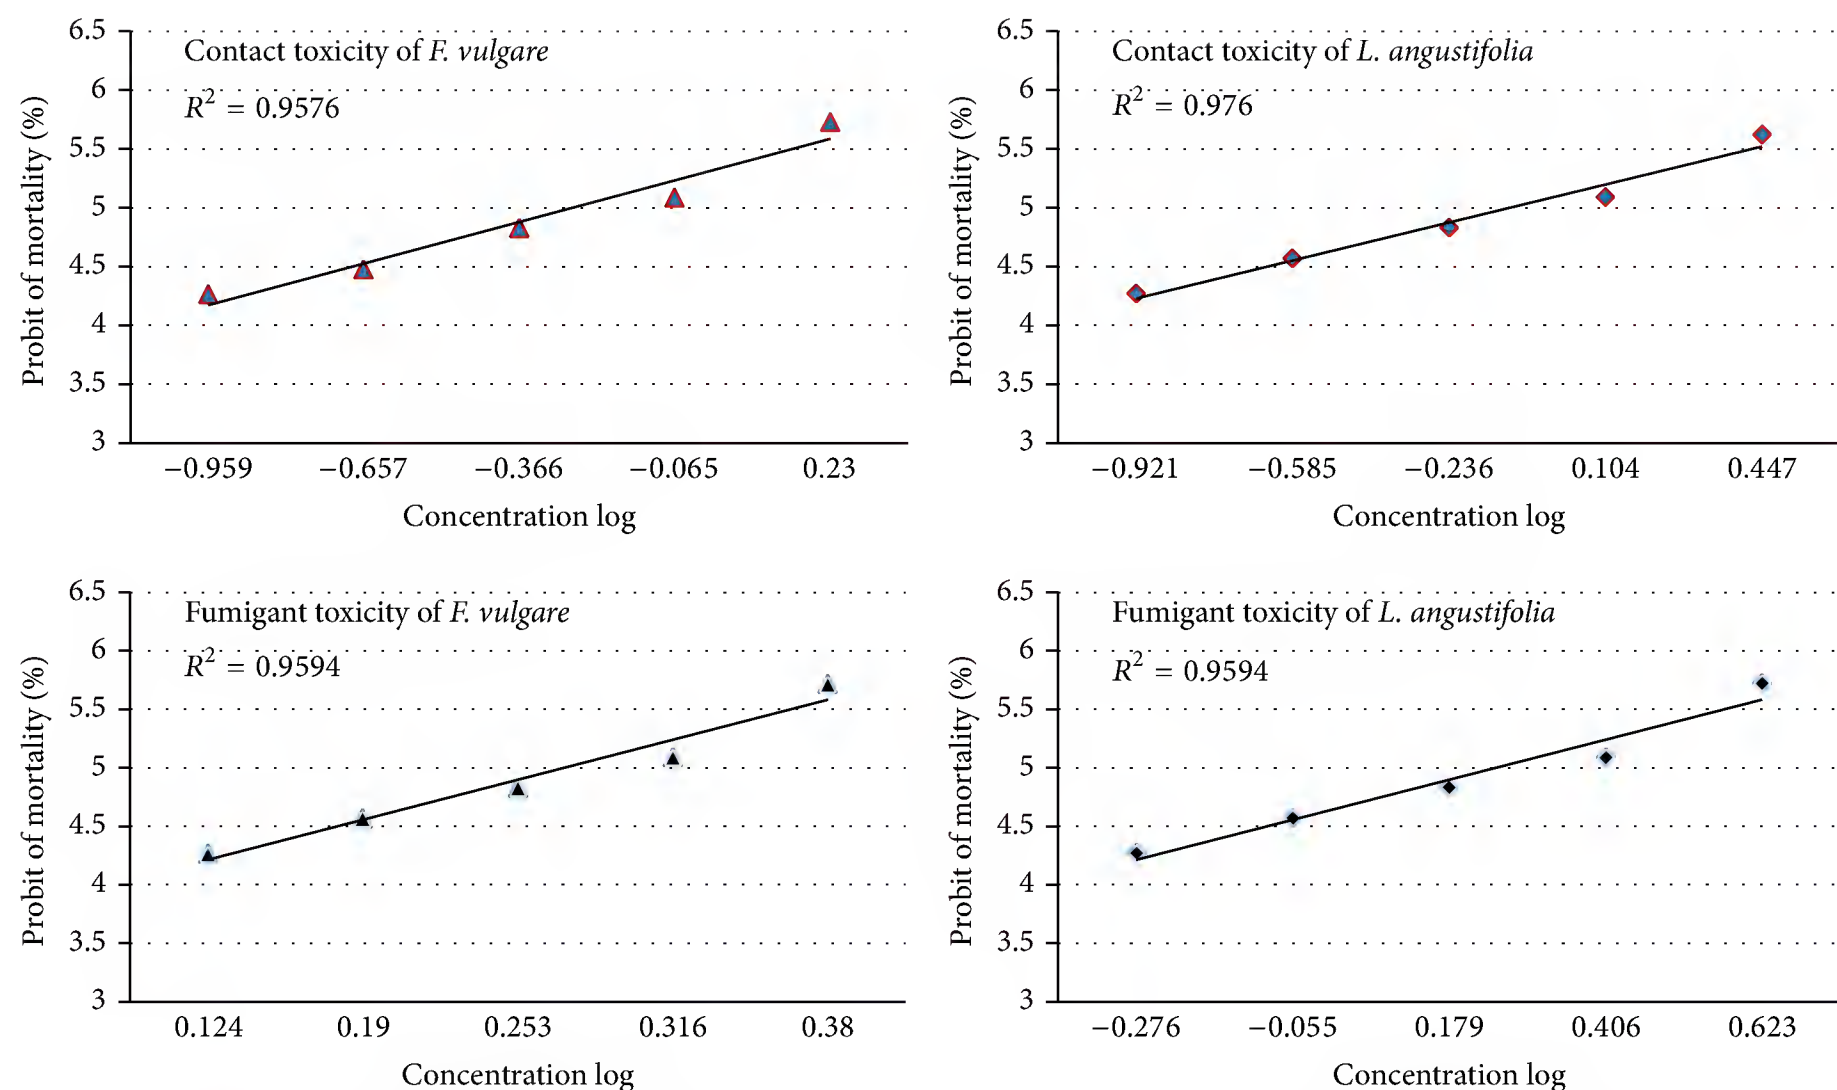 Contact toxicity of F. vulgare
R² = 0.9576
Probit of mortality (%)
6.5
6
5.5
5
4.5
4
3.5
3
−0.959 −0.657 −0.366 −0.065 0.23
Concentration log
Contact toxicity of L. angustifolia
R² = 0.976
Probit of mortality (%)
6.5
6
5.5
5
4.5
4
3.5
3
−0.921 −0.585 −0.236 0.104 0.447
Concentration log
Fumigant toxicity of F. vulgare
R² = 0.9594
Probit of mortality (%)
6.5
6
5.5
5
4.5
4
3.5
3
0.124 0.19 0.253 0.316 0.38
Concentration log
Fumigant toxicity of L. angustifolia
R² = 0.9594
Probit of mortality (%)
6.5
6
5.5
5
4.5
4
3.5
3
−0.276 −0.055 0.179 0.406 0.623
Concentration log